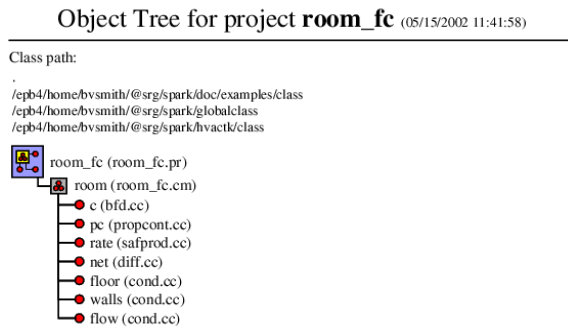 Object Tree for project room_fc (05/15/2002 11:41:58)
Class path:
.
/epb4/home/bvsmith/@srg/spark/doc/examples/class
/epb4/home/bvsmith/@srg/spark/globalclass
/epb4/home/bvsmith/@srg/spark/hvactk/class
room_fc (room_fc.pr)
room (room_fc.cm)
c (bfd.cc)
pc (propcont.cc)
rate (safprod.cc)
net (diff.cc)
floor (cond.cc)
walls (cond.cc)
flow (cond.cc)